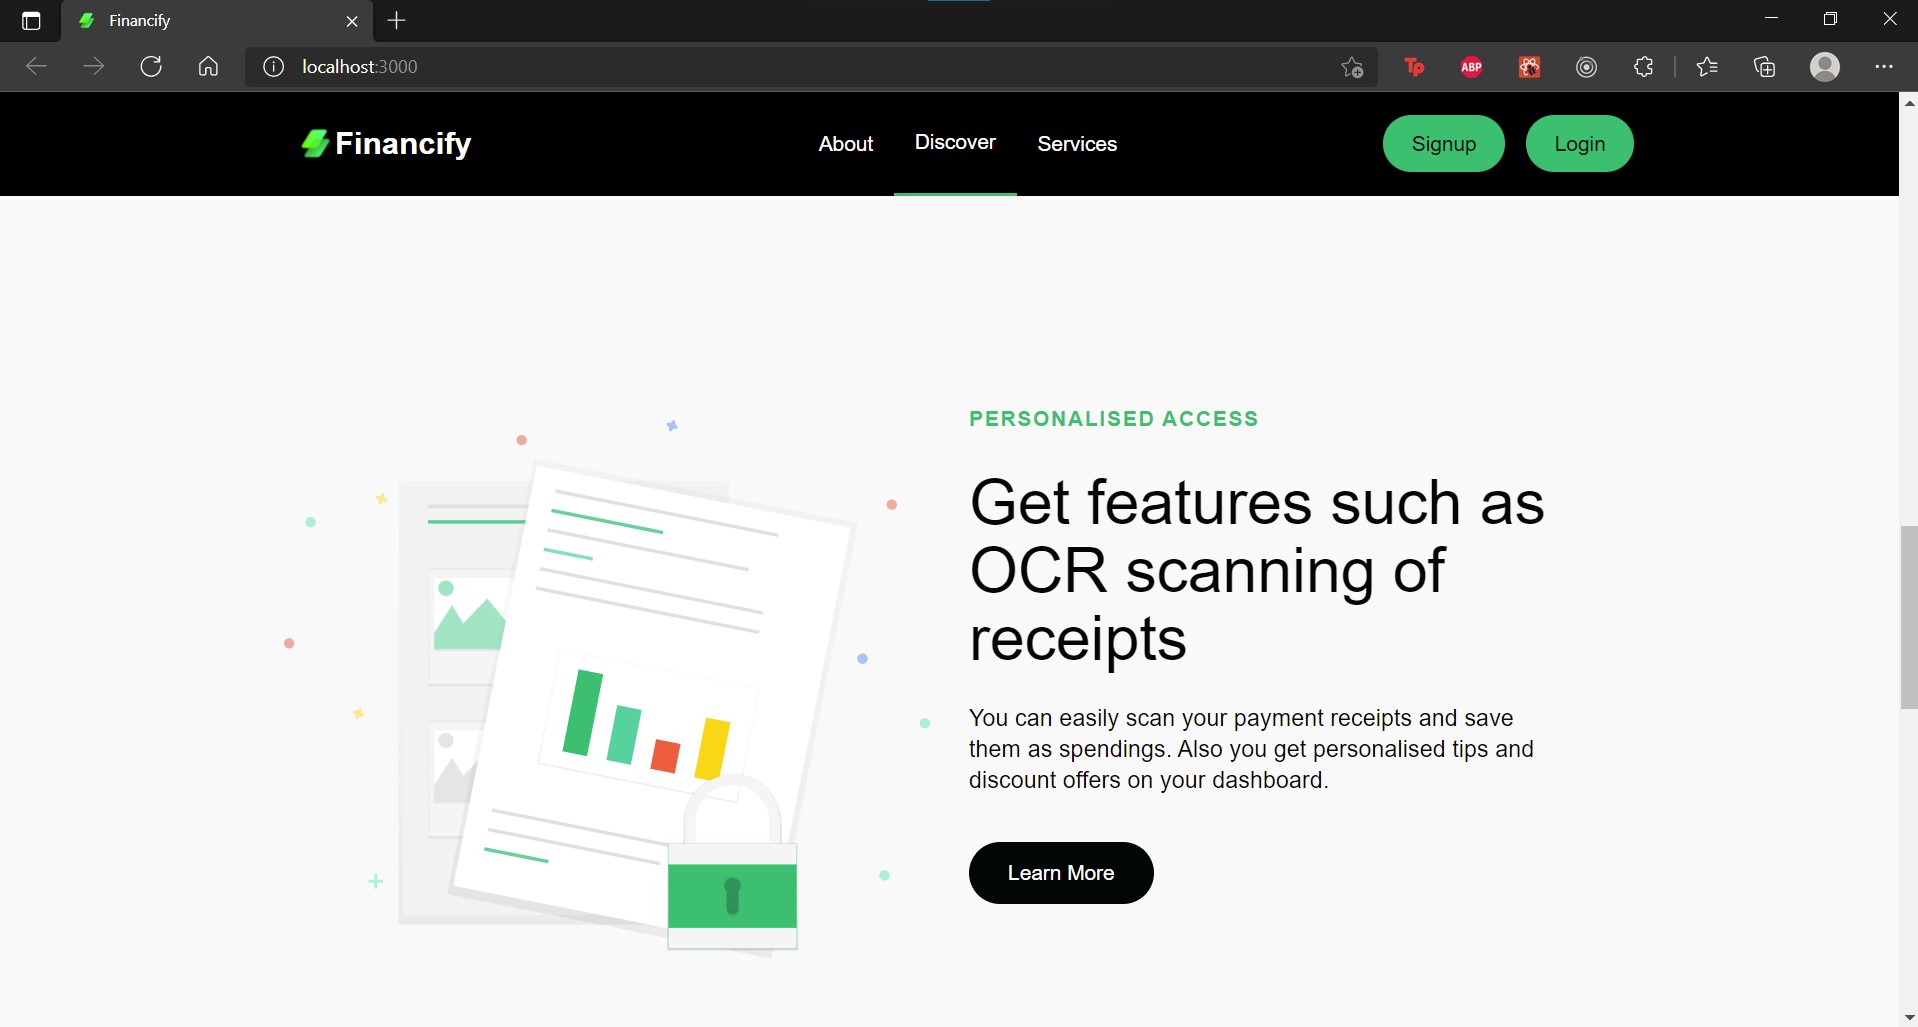 Financify
localhost:3000
Tp
ABP
Financify
About
Discover
Services
Signup
Login
PERSONALISED ACCESS
Get features such as
OCR scanning of
receipts
You can easily scan your payment receipts and save
them as spendings. Also you get personalised tips and
discount offers on your dashboard.
Learn More